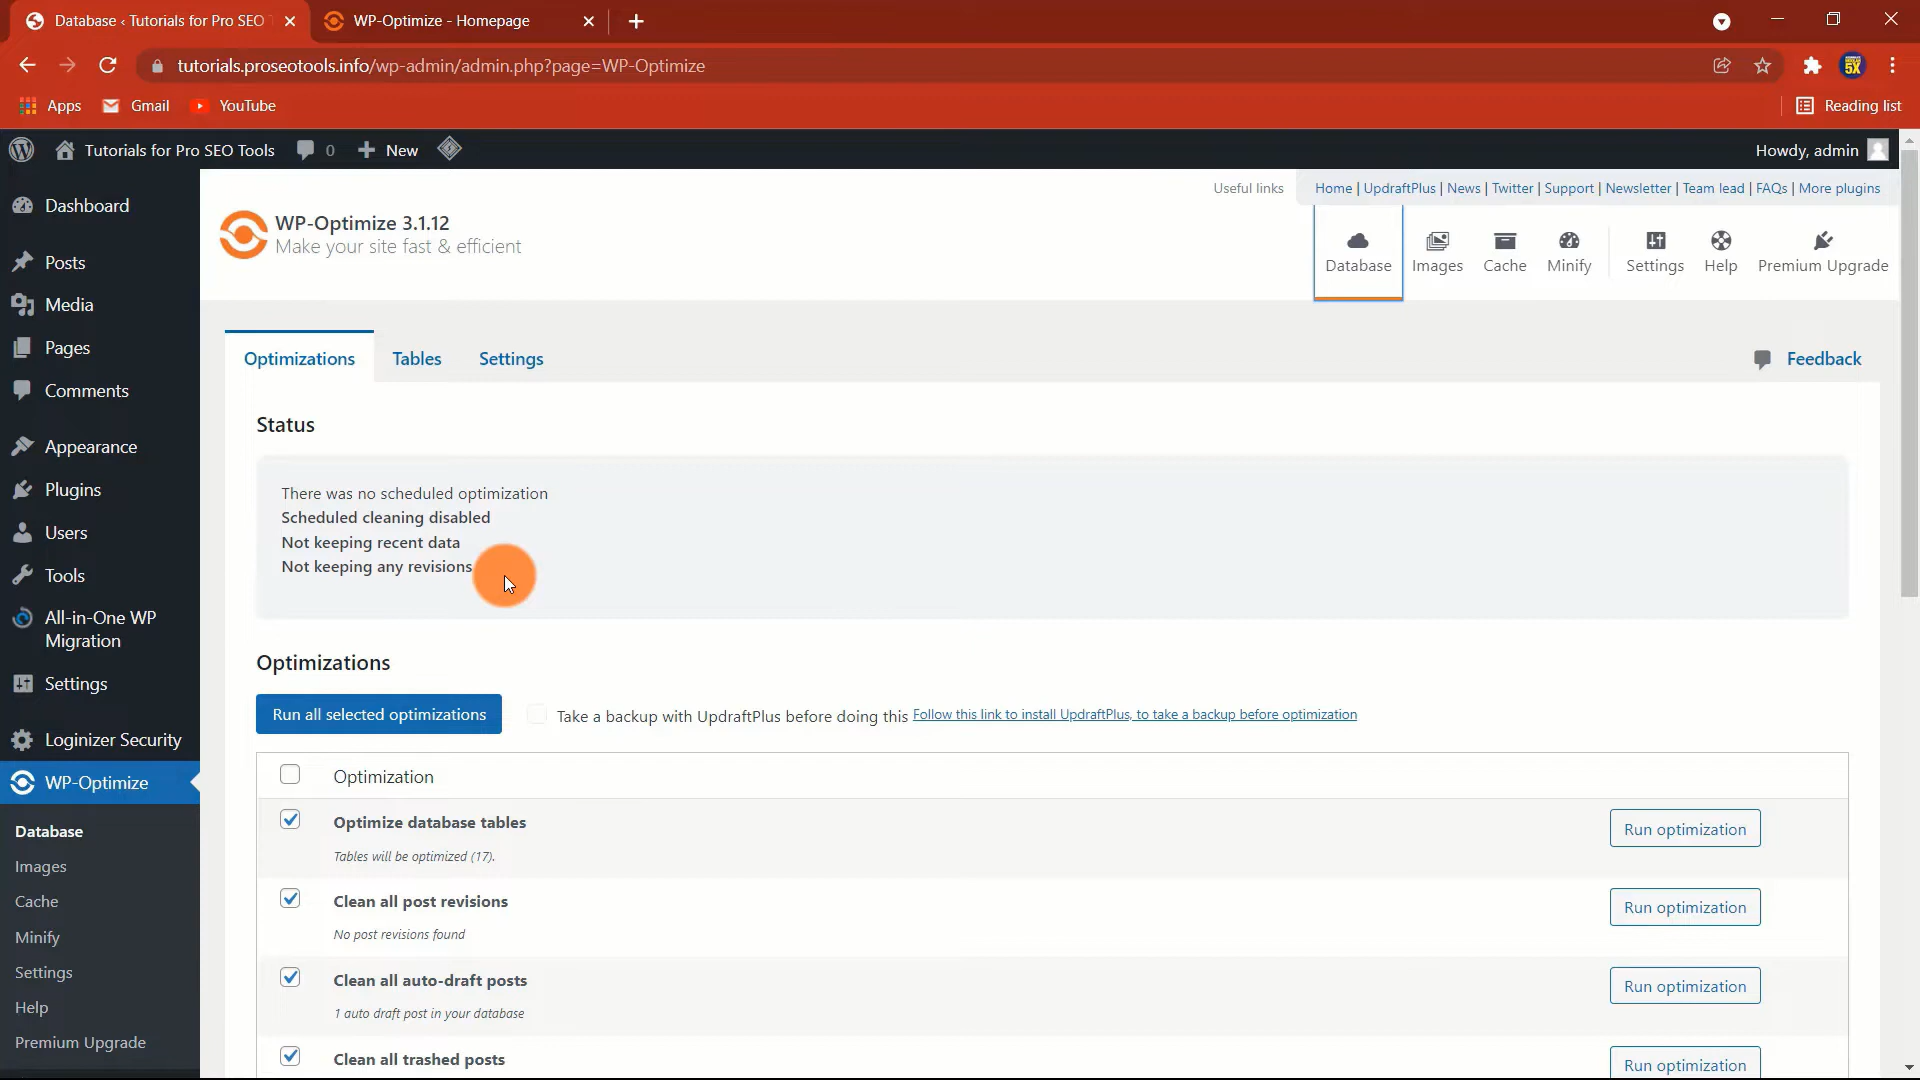 Database ‹ Tutorials for Pro SEO
WP-Optimize - Homepage
tutorials.proseotools.info/wp-admin/admin.php?page=WP-Optimize
5X
Apps
Gmail
YouTube
Reading list
Tutorials for Pro SEO Tools
0
New
Howdy, admin
Dashboard
Posts
Media
Pages
Comments
Appearance
Plugins
Users
Tools
All-in-One WP
Migration
Settings
Loginizer Security
WP-Optimize
Database
Images
Cache
Minify
Settings
Help
Premium Upgrade
Useful links
Home | UpdraftPlus | News | Twitter | Support | Newsletter | Team lead | FAQs | More plugins
WP-Optimize 3.1.12
Make your site fast & efficient
Database
Images
Cache
Minify
Settings
Help
Premium Upgrade
Optimizations
Tables
Settings
Feedback
Status
There was no scheduled optimization
Scheduled cleaning disabled
Not keeping recent data
Not keeping any revisions
Optimizations
Run all selected optimizations
Take a backup with UpdraftPlus before doing this Follow this link to install UpdraftPlus, to take a backup before optimization
Optimization
Optimize database tables
Tables will be optimized (17).
Run optimization
Clean all post revisions
No post revisions found
Run optimization
Clean all auto-draft posts
1 auto draft post in your database
Run optimization
Clean all trashed posts
Run optimization